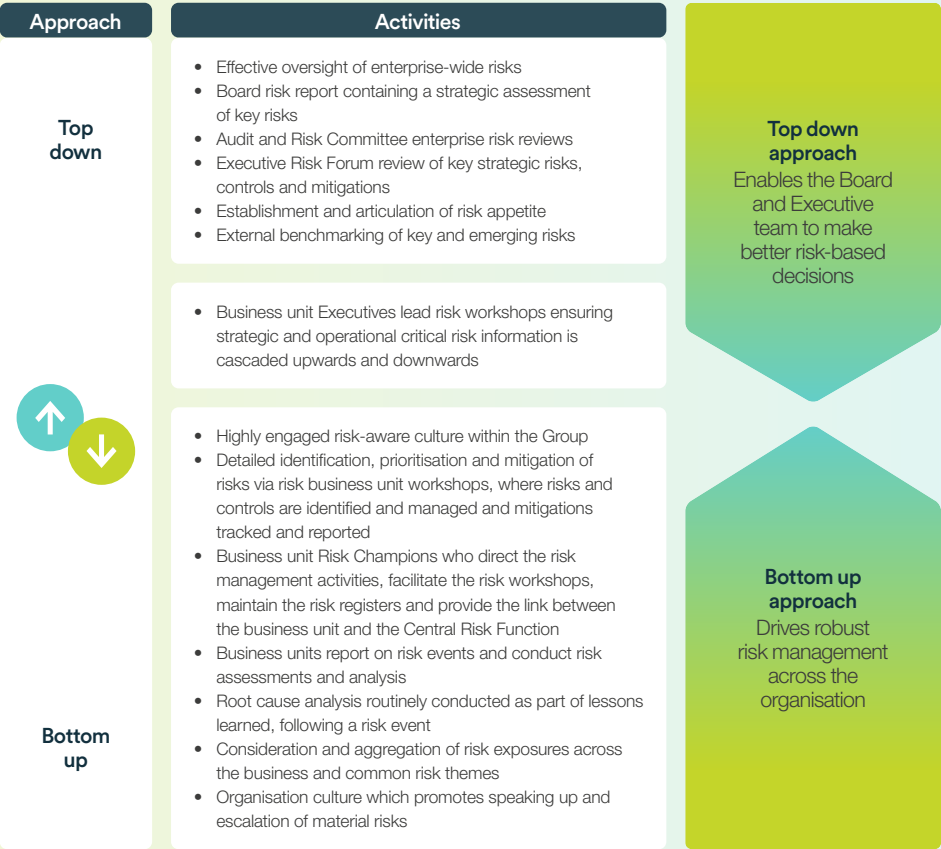 Approach
Activities
Top
down
• Effective oversight of enterprise-wide risks
• Board risk report containing a strategic assessment
of key risks
• Audit and Risk Committee enterprise risk reviews
• Executive Risk Forum review of key strategic risks,
controls and mitigations
• Establishment and articulation of risk appetite
• External benchmarking of key and emerging risks
• Business unit Executives lead risk workshops ensuring
strategic and operational critical risk information is
cascaded upwards and downwards
Bottom
up
• Highly engaged risk-aware culture within the Group
• Detailed identification, prioritisation and mitigation of
risks via risk business unit workshops, where risks and
controls are identified and managed and mitigations
tracked and reported
• Business unit Risk Champions who direct the risk
management activities, facilitate the risk workshops,
maintain the risk registers and provide the link between
the business unit and the Central Risk Function
• Business units report on risk events and conduct risk
assessments and analysis
• Root cause analysis routinely conducted as part of lessons
learned, following a risk event
• Consideration and aggregation of risk exposures across
the business and common risk themes
• Organisation culture which promotes speaking up and
escalation of material risks
Top down
approach
Enables the Board
and Executive
team to make
better risk-based
decisions
Bottom up
approach
Drives robust
risk management
across the
organisation